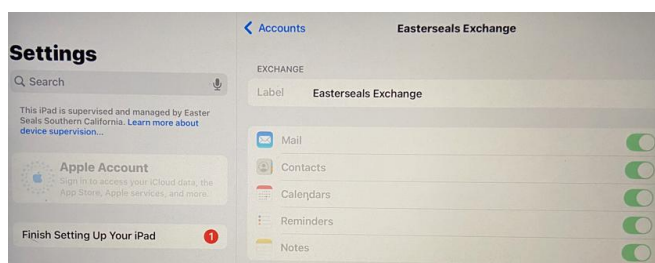 Settings
Search
This iPad is supervised and managed by Easter
Seals Southern California. Learn more about
device supervision...
Apple Account
Sign in to access your iCloud data, the
App Store, Apple services, and more.
Finish Setting Up Your iPad
1
Accounts
Easterseals Exchange
EXCHANGE
Label Easterseals Exchange
Mail
Contacts
Calendars
Reminders
Notes